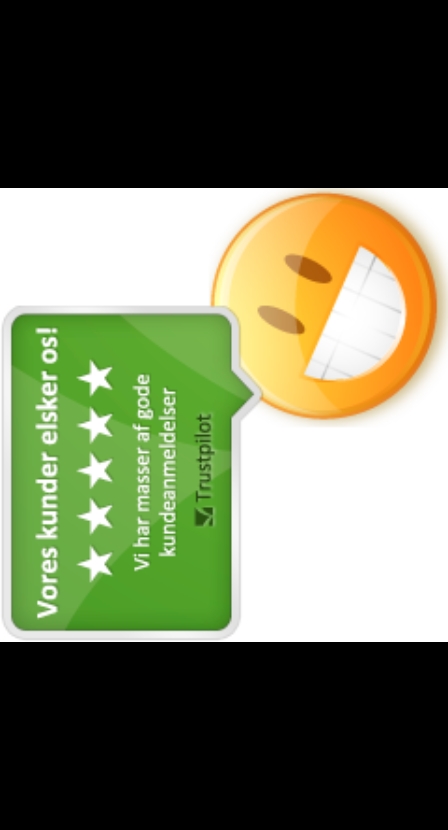 Vores kunder elsker os!
Vi har masser af gode
kundeanmeldelser
Trustpilot